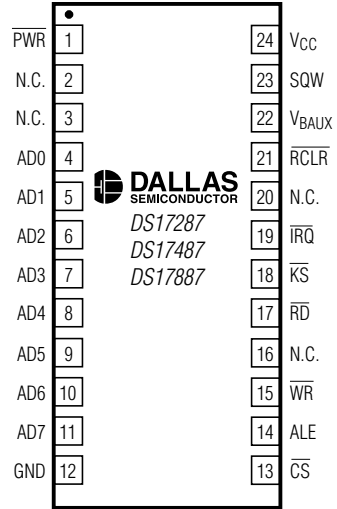 PWR 1 24 VCC
N.C. 2 23 SQW
N.C. 3 22 VBAUX
AD0 4 21 RCLR
AD1 5 DALLAS SEMICONDUCTOR 20 N.C.
AD2 6 DS17287 19 IRQ
DS17487
AD3 7 DS17887 18 KS
AD4 8 17 RD
AD5 9 16 N.C.
AD6 10 15 WR
AD7 11 14 ALE
GND 12 13 CS